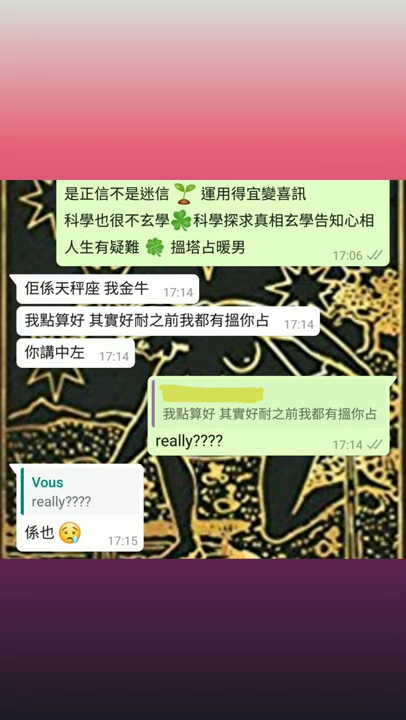 是正信不是迷信🌱 運用得宜變喜訊
科學也很不玄學🍀科學探求真相玄學告知心相
人生有疑難 🍀 搵塔占暖男
17:06
佢係天秤座 我金牛 17:14
我點算好 其實好耐之前我都有搵你占 17:14
你講中左 17:14
我點算好 其實好耐之前我都有搵你占
really????
17:14
Vous
really????
係也 😢 17:15